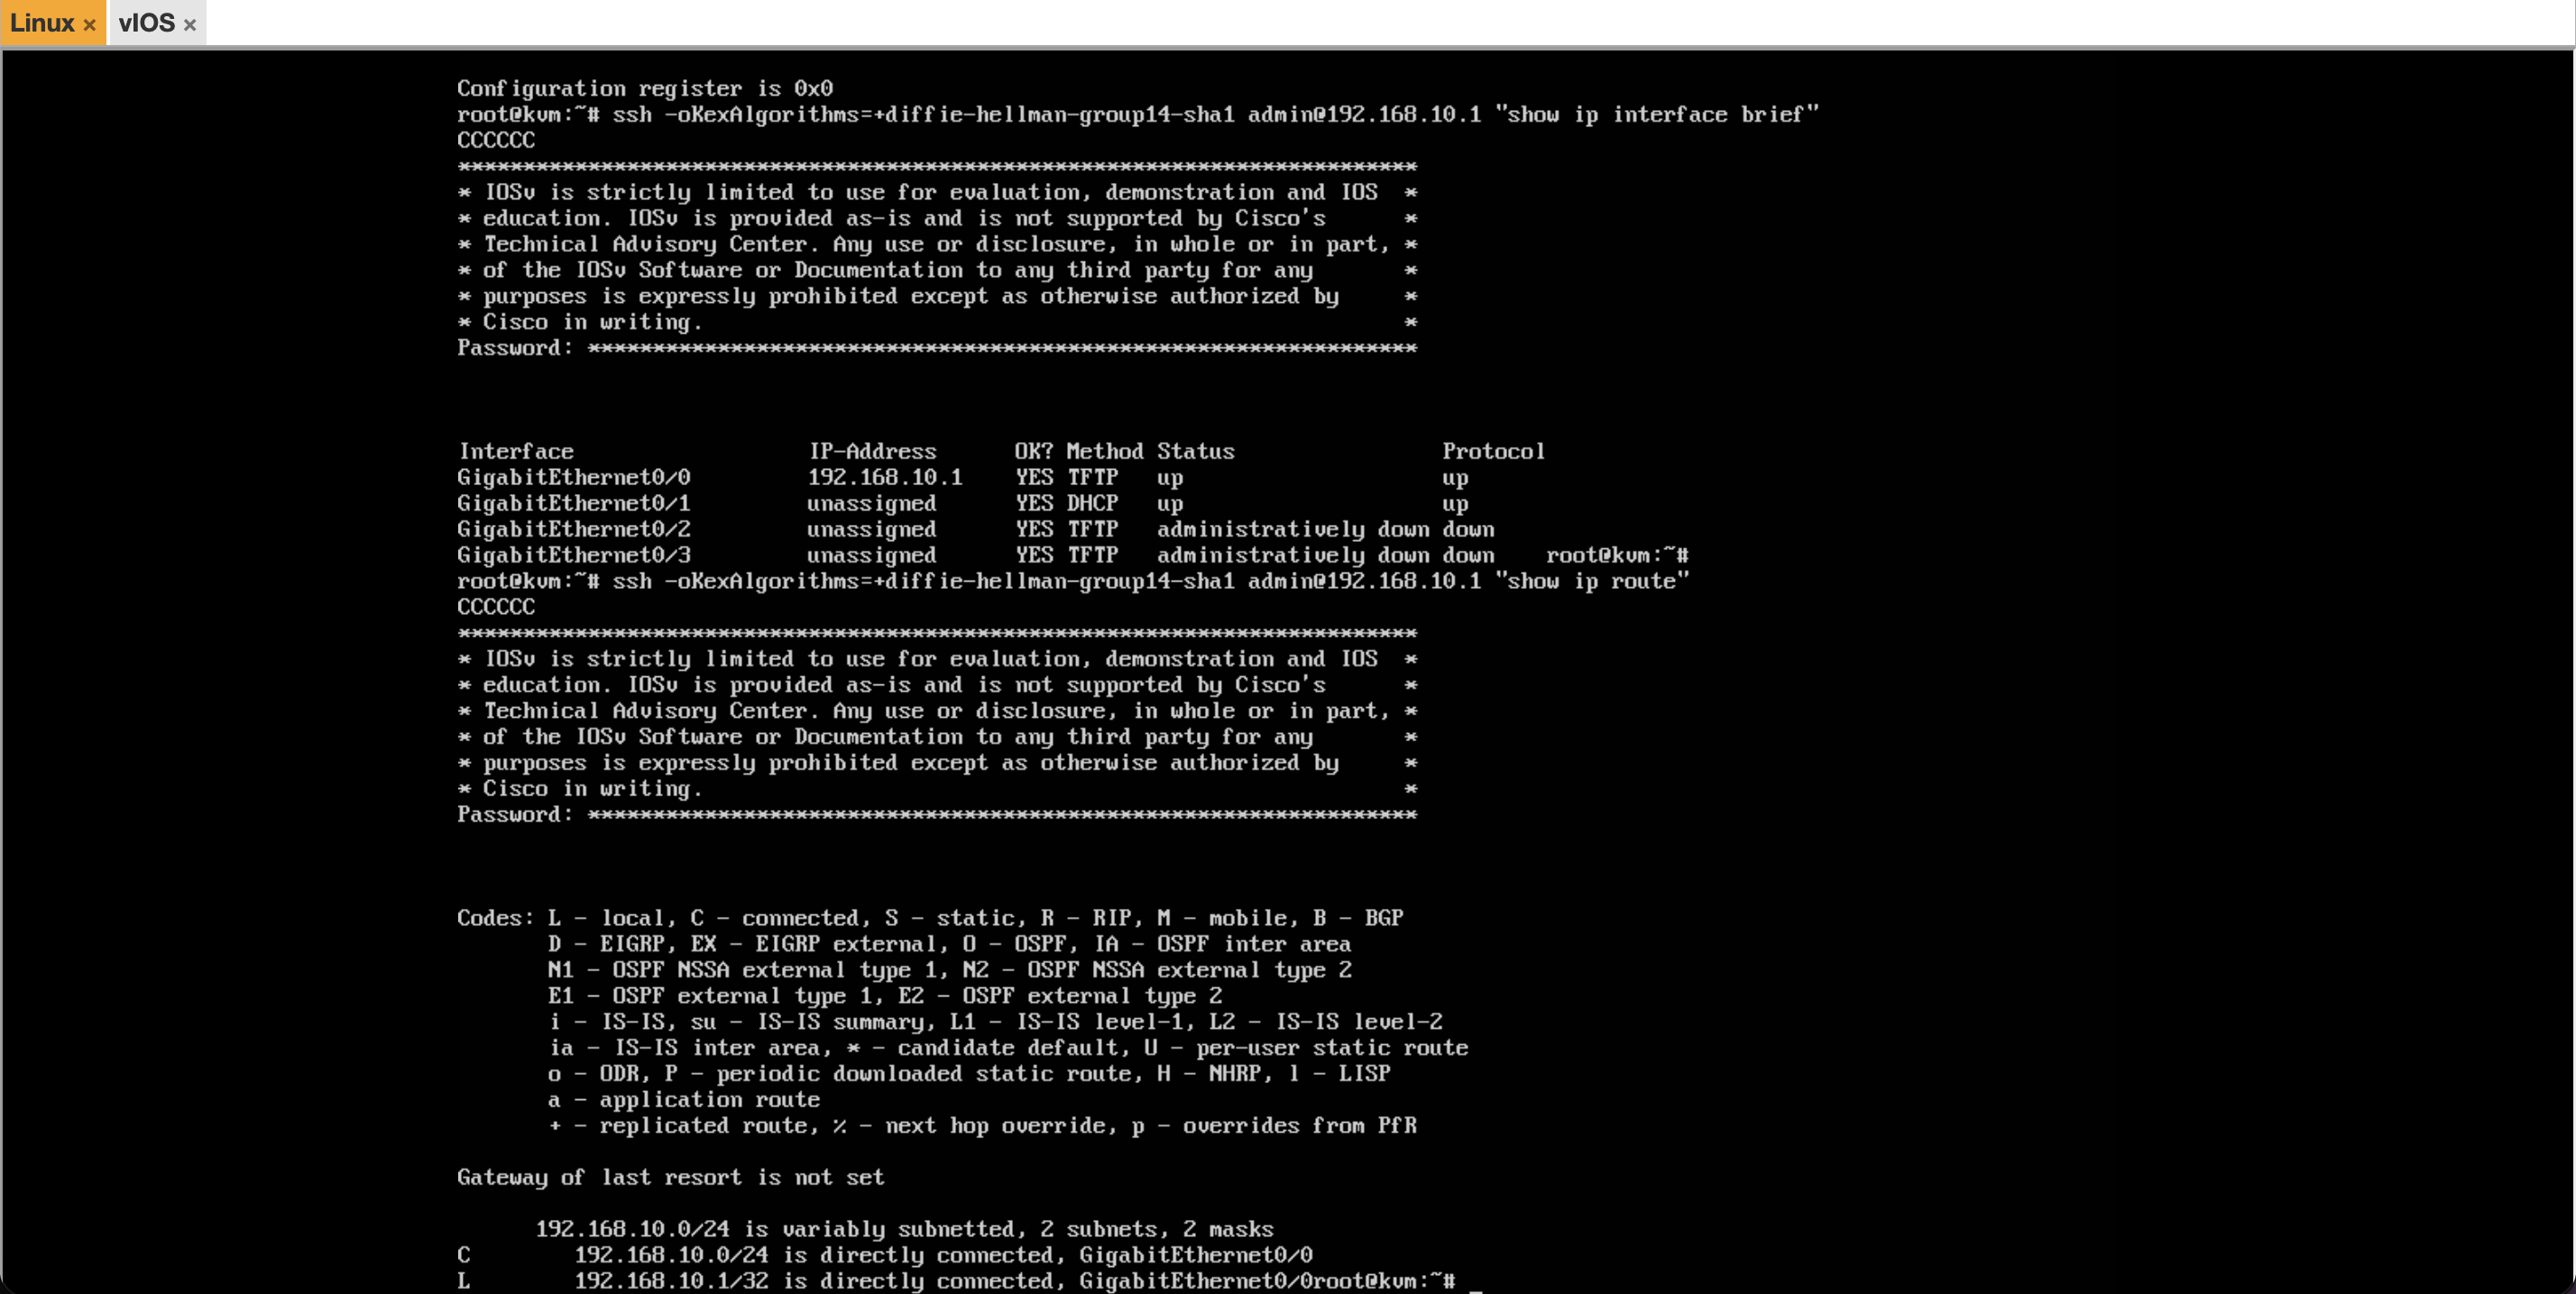 Linux × vIOS ×
Configuration register is 0x0
root@kvm:~# ssh -oKexAlgorithms=+diffie-hellman-group14-sha1 admin@192.168.10.1 "show ip interface brief"
CCCCCC
**************************************************************************
* IOSv is strictly limited to use for evaluation, demonstration and IOS  *
* education. IOSv is provided as-is and is not supported by Cisco's      *
* Technical Advisory Center. Any use or disclosure, in whole or in part, *
* of the IOSv Software or Documentation to any third party for any       *
* purposes is expressly prohibited except as otherwise authorized by     *
* Cisco in writing.                                                      *
Password: ****************************************************************
Interface                  IP-Address      OK? Method Status                Protocol
GigabitEthernet0/0         192.168.10.1    YES TFTP   up                    up
GigabitEthernet0/1         unassigned      YES DHCP   up                    up
GigabitEthernet0/2         unassigned      YES TFTP   administratively down down
GigabitEthernet0/3         unassigned      YES TFTP   administratively down down    root@kvm:~#
root@kvm:~# ssh -oKexAlgorithms=+diffie-hellman-group14-sha1 admin@192.168.10.1 "show ip route"
CCCCCC
**************************************************************************
* IOSv is strictly limited to use for evaluation, demonstration and IOS  *
* education. IOSv is provided as-is and is not supported by Cisco's      *
* Technical Advisory Center. Any use or disclosure, in whole or in part, *
* of the IOSv Software or Documentation to any third party for any       *
* purposes is expressly prohibited except as otherwise authorized by     *
* Cisco in writing.                                                      *
Password: ****************************************************************
Codes: L - local, C - connected, S - static, R - RIP, M - mobile, B - BGP
       D - EIGRP, EX - EIGRP external, O - OSPF, IA - OSPF inter area
       N1 - OSPF NSSA external type 1, N2 - OSPF NSSA external type 2
       E1 - OSPF external type 1, E2 - OSPF external type 2
       i - IS-IS, su - IS-IS summary, L1 - IS-IS level-1, L2 - IS-IS level-2
       ia - IS-IS inter area, * - candidate default, U - per-user static route
       o - ODR, P - periodic downloaded static route, H - NHRP, l - LISP
       a - application route
       + - replicated route, % - next hop override, p - overrides from PfR
Gateway of last resort is not set
      192.168.10.0/24 is variably subnetted, 2 subnets, 2 masks
C        192.168.10.0/24 is directly connected, GigabitEthernet0/0
L        192.168.10.1/32 is directly connected, GigabitEthernet0/0root@kvm:~# _